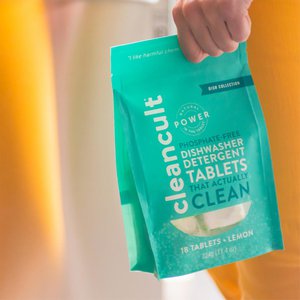 "I like harmful chem
DISH COLLECTION
cleancult
NATURAL
POWER
PHOSPHATE-FREE
DISHWASHER
DETERGENT
TABLETS
THAT ACTUALLY
CLEAN
18 TABLETS • LEMON